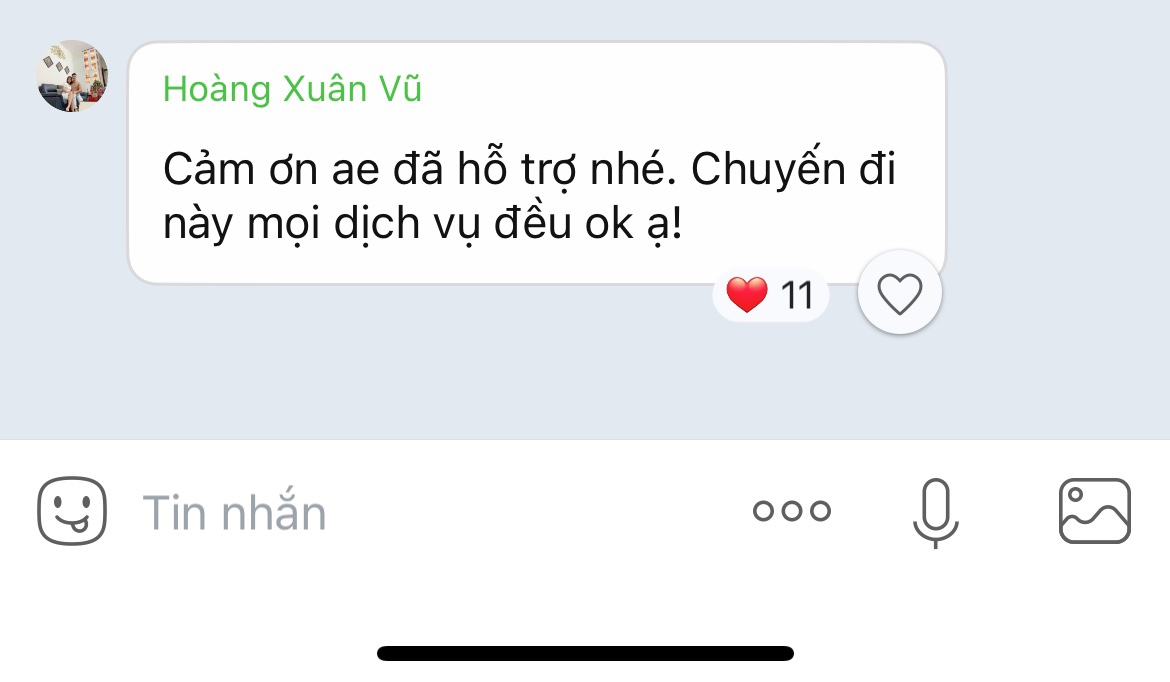 Hoàng Xuân Vũ
Cảm ơn ae đã hỗ trợ nhé. Chuyến đi
này mọi dịch vụ đều ok ạ!
11
Tin nhắn